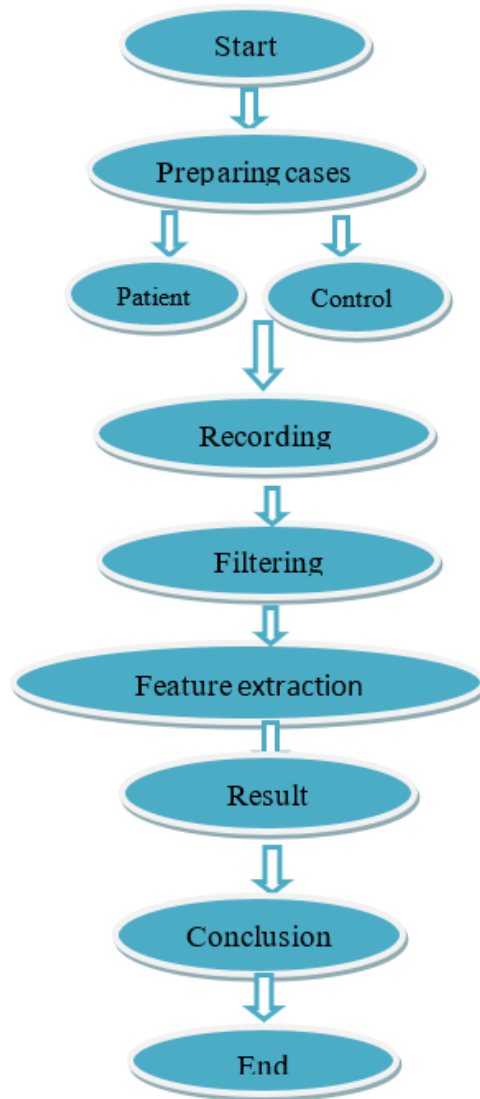 Start
Preparing cases
Patient
Control
Recording
Filtering
Feature extraction
Result
Conclusion
End